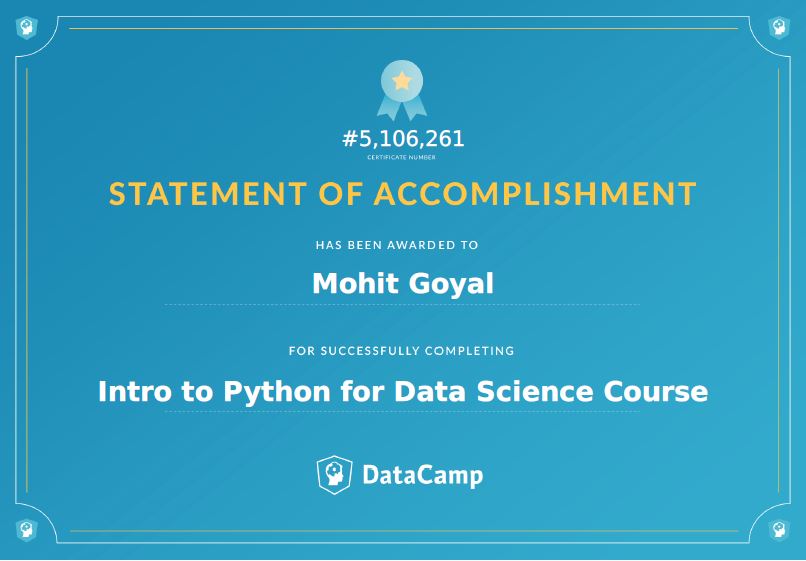 #5,106,261
CERTIFICATE NUMBER
STATEMENT OF ACCOMPLISHMENT
HAS BEEN AWARDED TO
Mohit Goyal
FOR SUCCESSFULLY COMPLETING
Intro to Python for Data Science Course
DataCamp